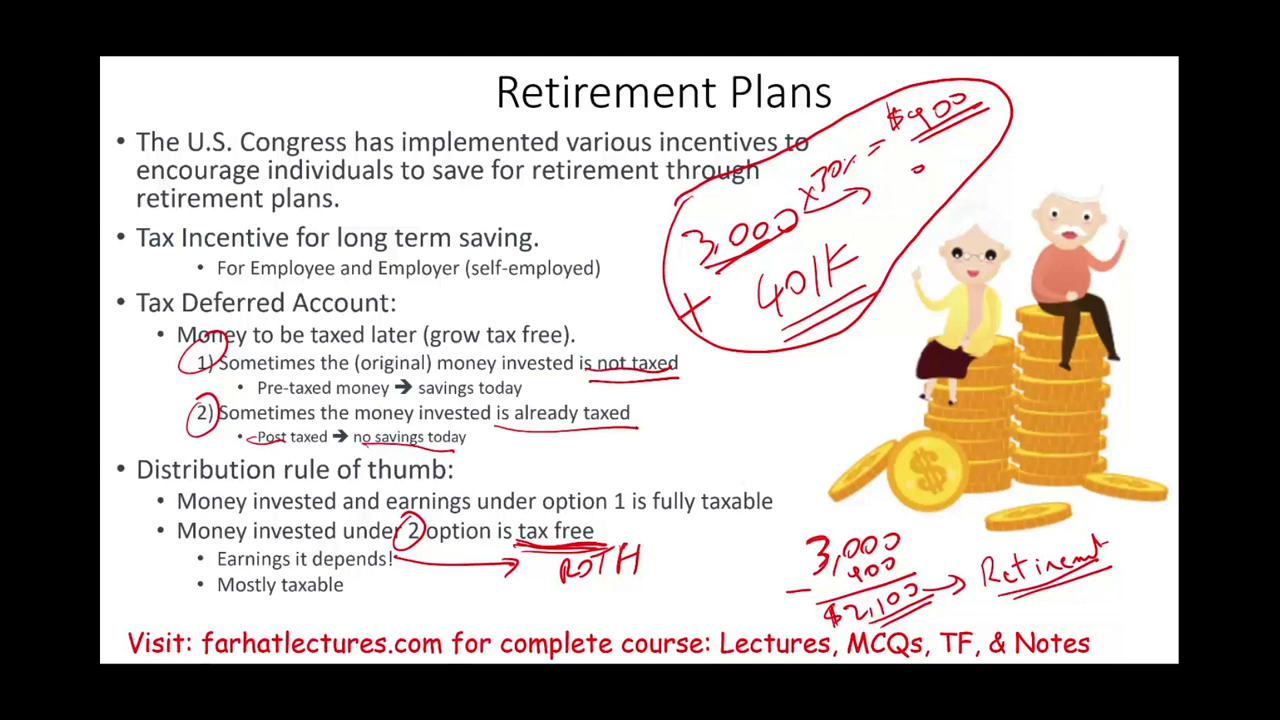 Retirement Plans
• The U.S. Congress has implemented various incentives to
encourage individuals to save for retirement through
retirement plans.
• Tax Incentive for long term saving.
• For Employee and Employer (self-employed)
• Tax Deferred Account:
• Money to be taxed later (grow tax free).
1) Sometimes the (original) money invested is not taxed
• Pre-taxed money → savings today
2) Sometimes the money invested is already taxed
• Post taxed → no savings today
• Distribution rule of thumb:
• Money invested and earnings under option 1 is fully taxable
• Money invested under 2 option is tax free
• Earnings it depends!
• Mostly taxable
3,000 x30% = $900
+ 401K
ROTH
3,000
- 900
$2,100 → Retirement
Visit: farhatlectures.com for complete course: Lectures, MCQs, TF, & Notes